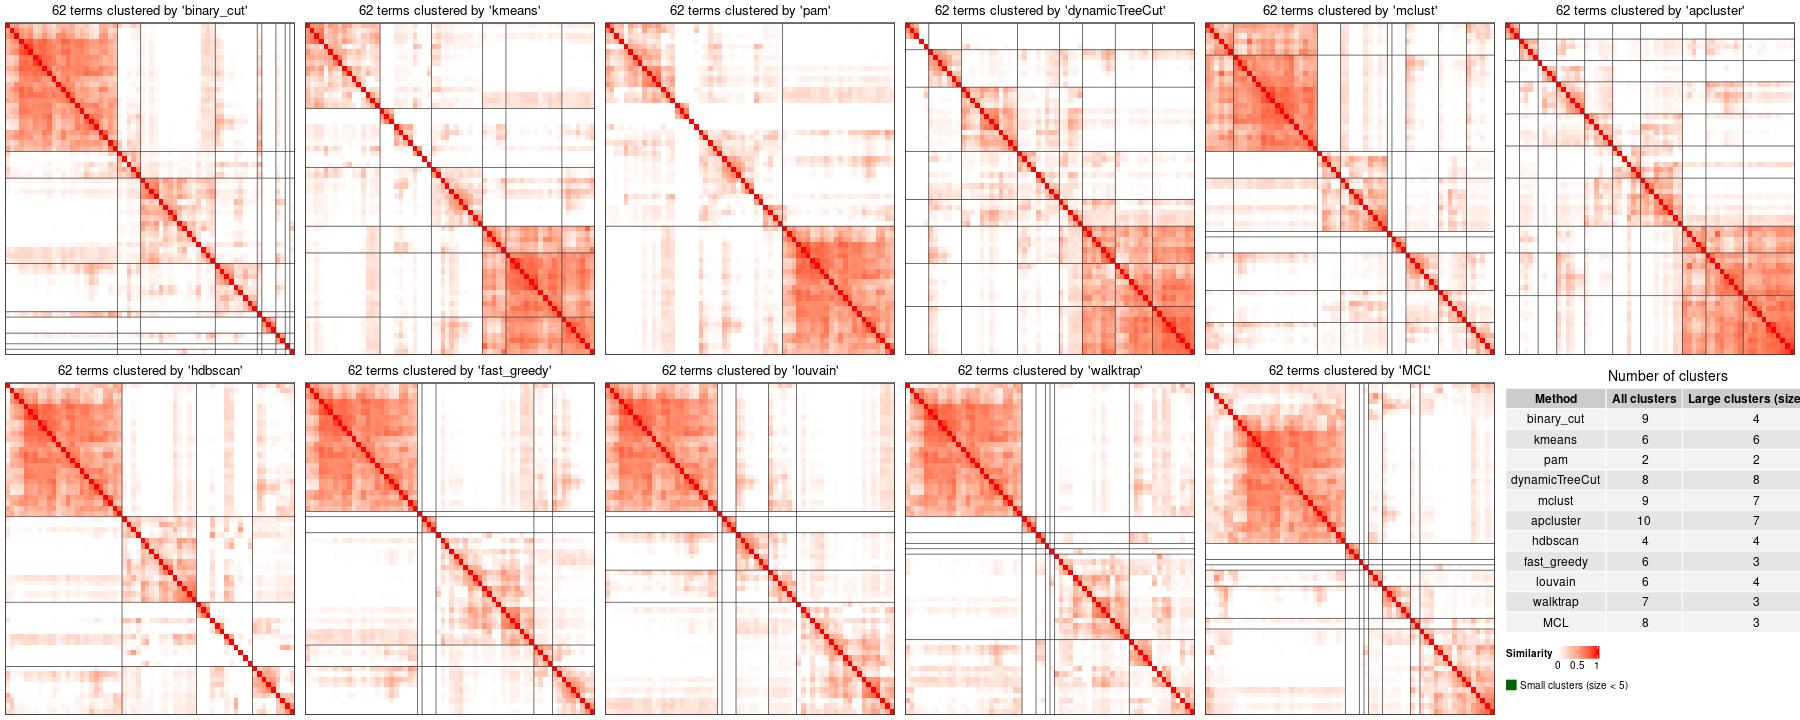 62 terms clustered by 'binary_cut'
62 terms clustered by 'kmeans'
62 terms clustered by 'pam'
62 terms clustered by 'dynamicTreeCut'
62 terms clustered by 'mclust'
62 terms clustered by 'apcluster'
62 terms clustered by 'hdbscan'
62 terms clustered by 'fast_greedy'
62 terms clustered by 'louvain'
62 terms clustered by 'walktrap'
62 terms clustered by 'MCL'
Number of clusters
Method All clusters Large clusters (size
binary_cut 9 4
kmeans 6 6
pam 2 2
dynamicTreeCut 8 8
mclust 9 7
apcluster 10 7
hdbscan 4 4
fast_greedy 6 3
louvain 6 4
walktrap 7 3
MCL 8 3
Similarity
0 0.5 1
Small clusters (size < 5)